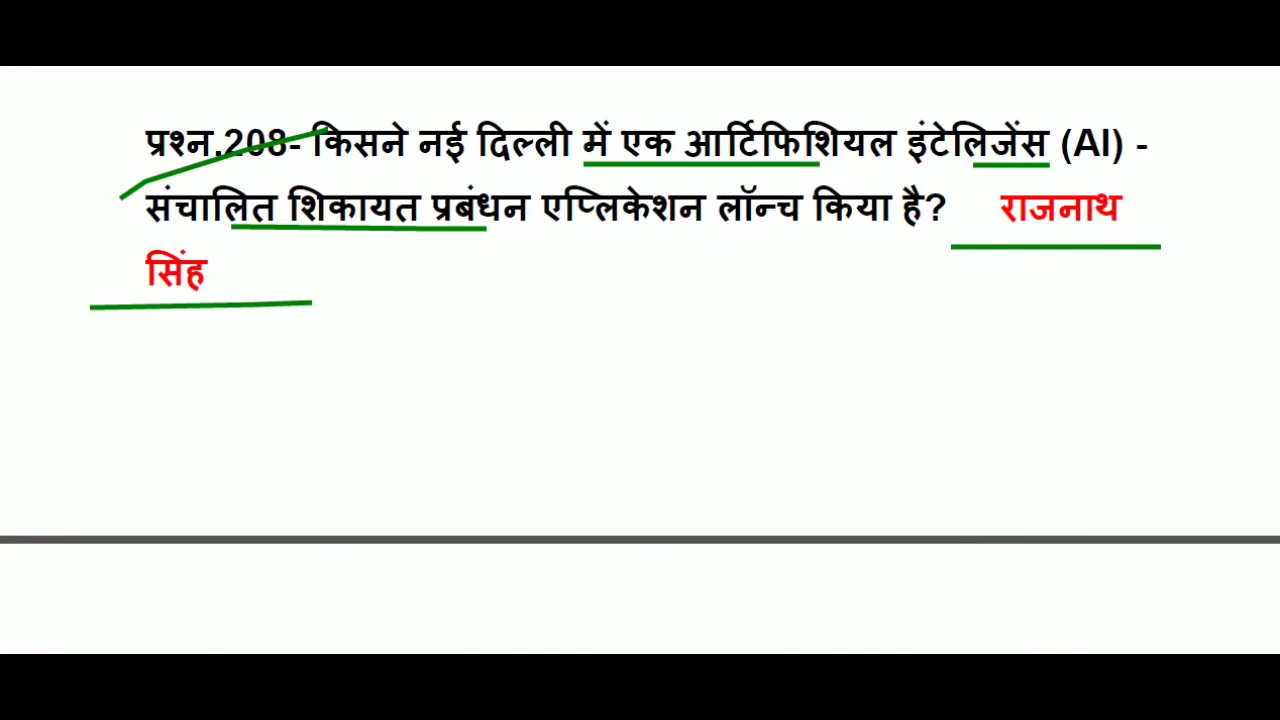 प्रश्न.208- किसने नई दिल्ली में एक आर्टिफिशियल इंटेलिजेंस (AI) -
संचालित शिकायत प्रबंधन एप्लिकेशन लॉन्च किया है? राजनाथ
सिंह